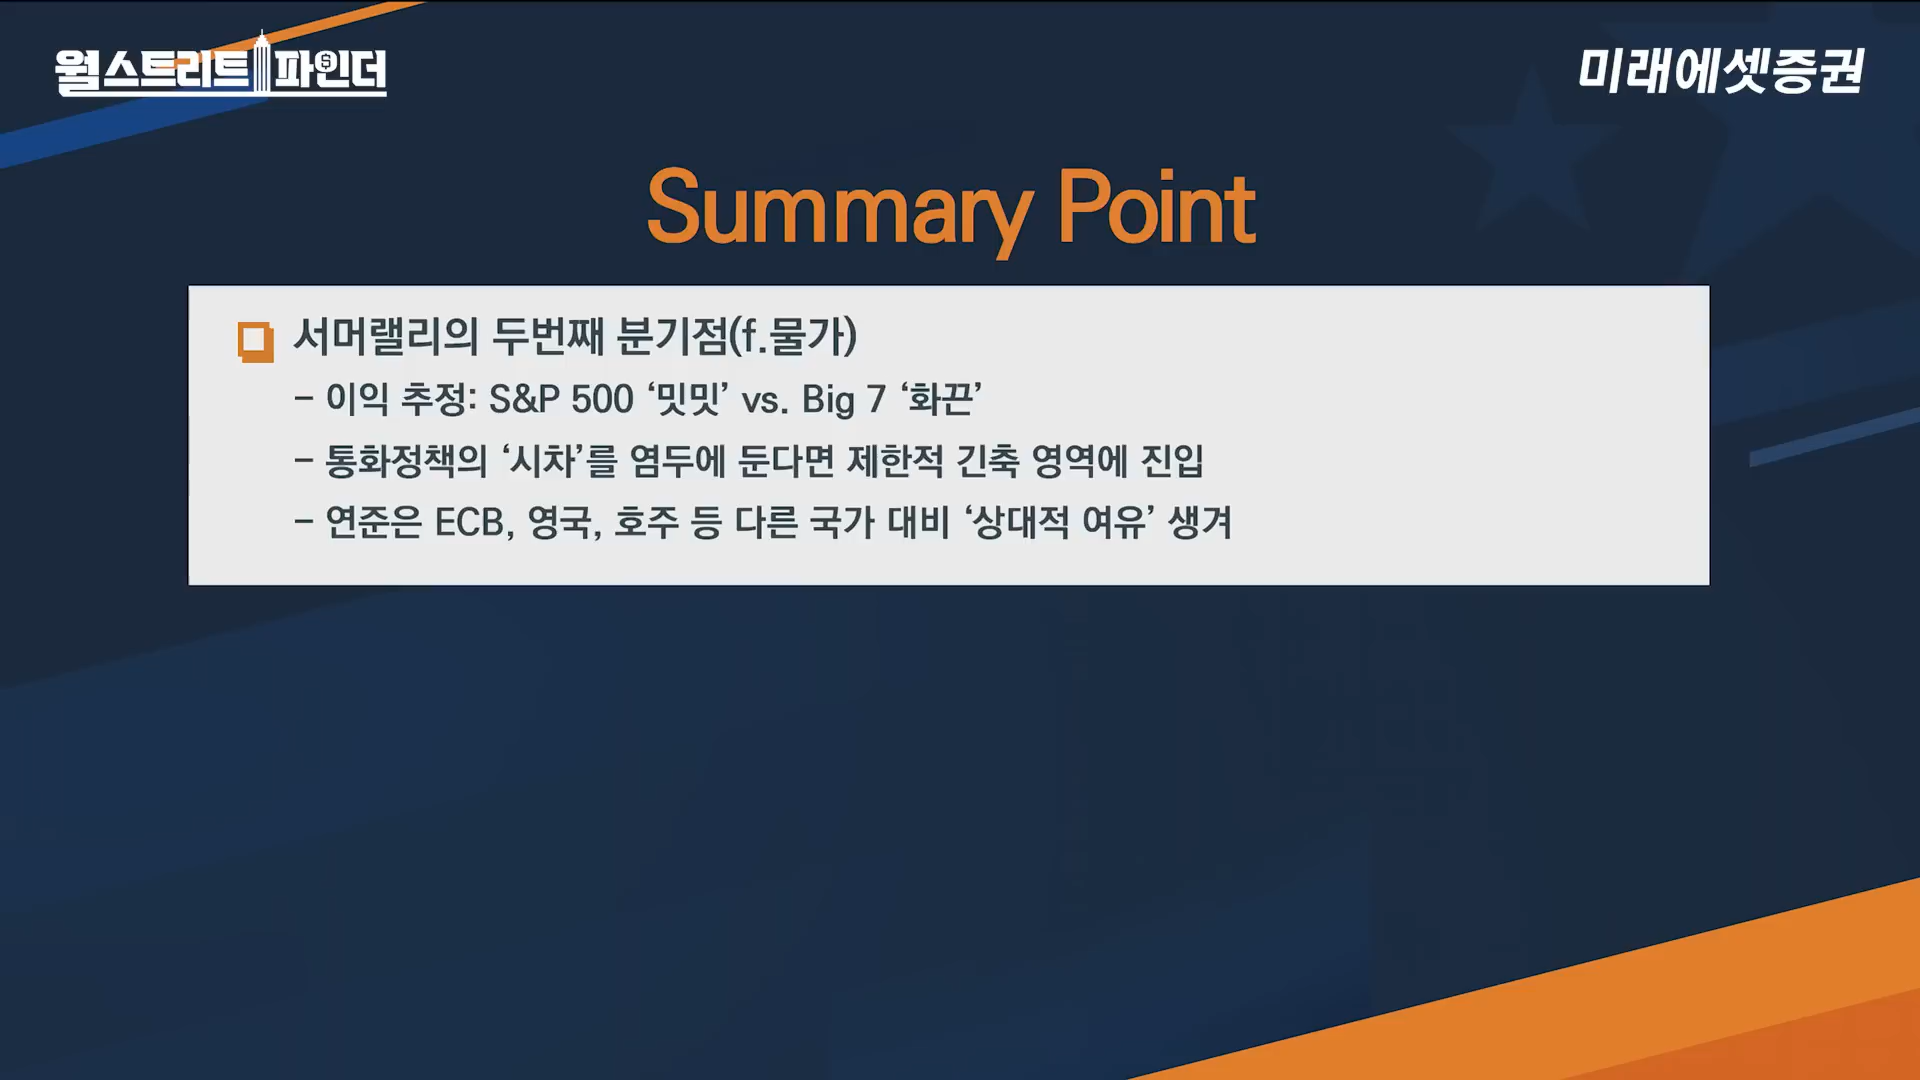 월스트리트 파인더
미래에셋증권
Summary Point
서머랠리의 두번째 분기점(f.물가)
– 이익 추정: S&P 500 ‘밋밋’ vs. Big 7 ‘화끈’
– 통화정책의 ‘시차’를 염두에 둔다면 제한적 긴축 영역에 진입
– 연준은 ECB, 영국, 호주 등 다른 국가 대비 ‘상대적 여유’ 생겨